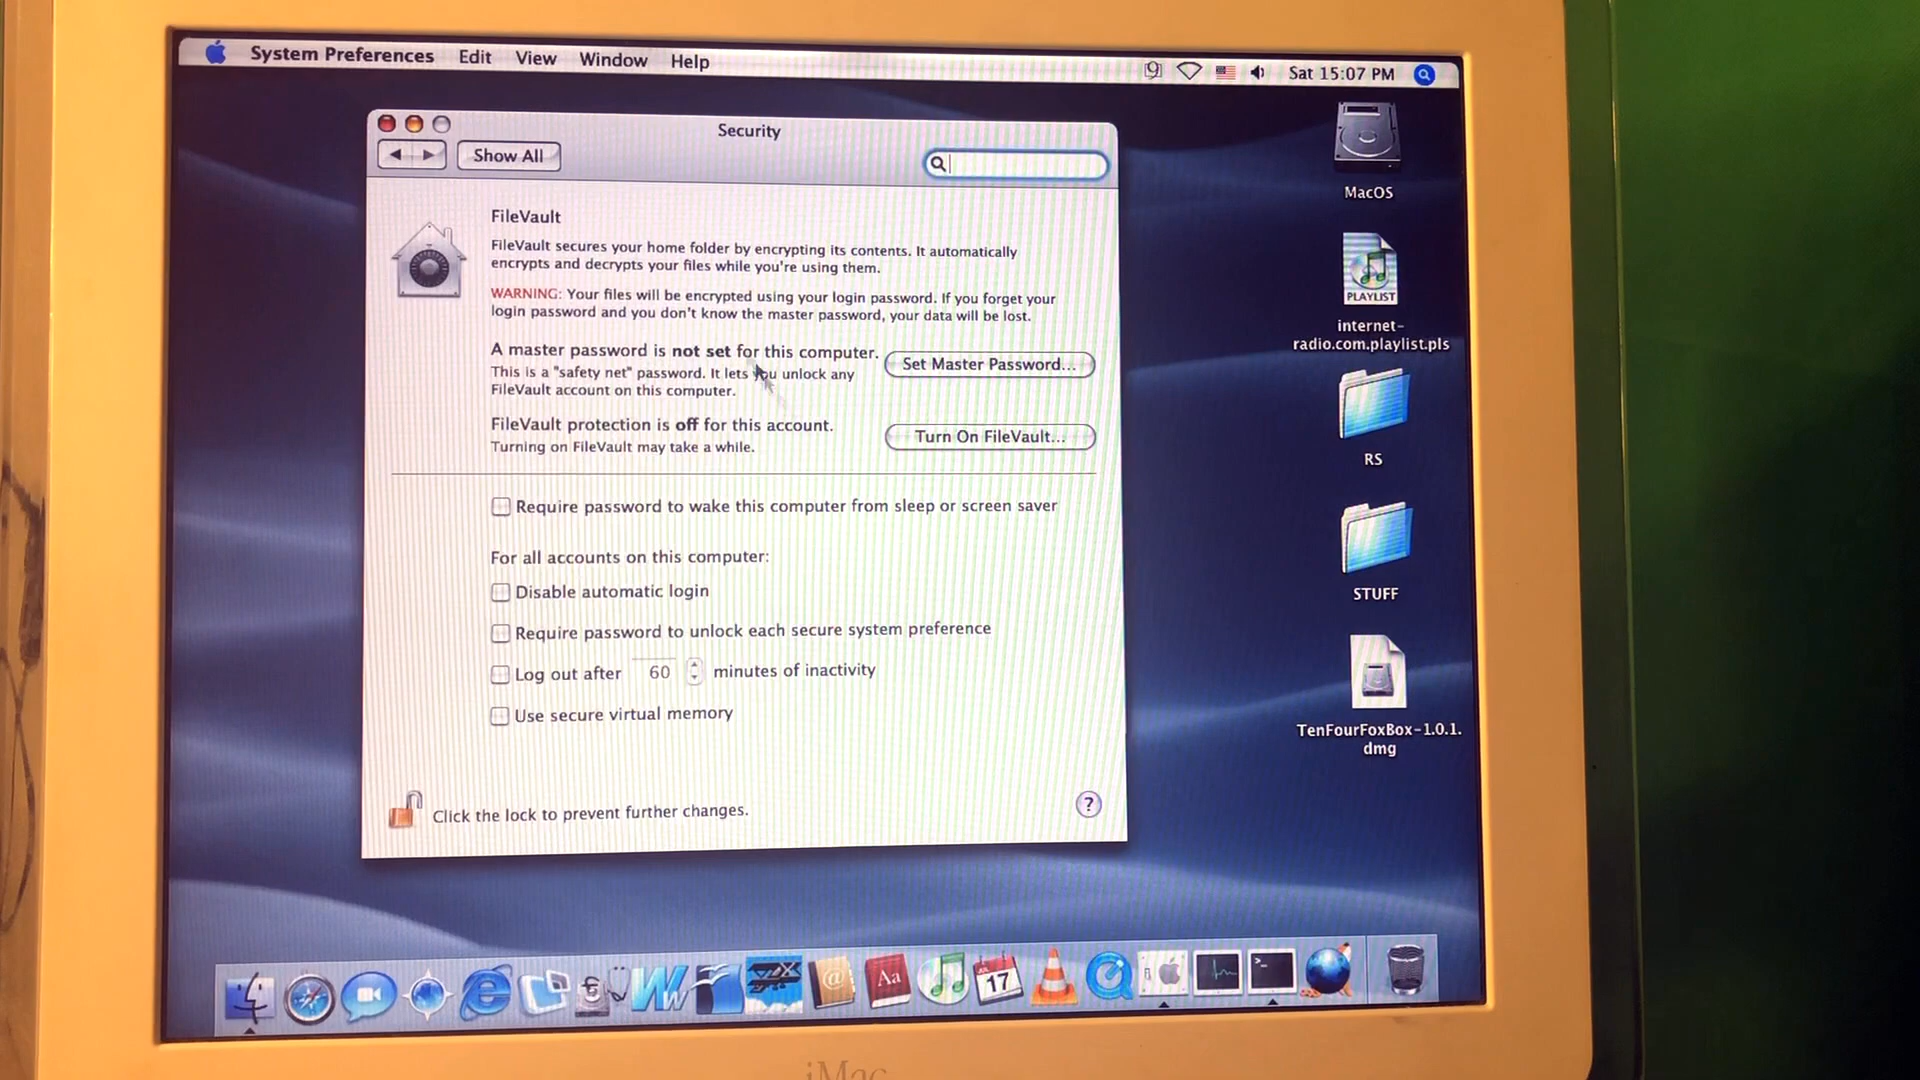 System Preferences Edit View Window Help
Sat 15:07 PM
Security
Show All
FileVault
FileVault secures your home folder by encrypting its contents. It automatically
encrypts and decrypts your files while you're using them.
WARNING: Your files will be encrypted using your login password. If you forget your
login password and you don't know the master password, your data will be lost.
A master password is not set for this computer.
This is a "safety net" password. It lets you unlock any
FileVault account on this computer.
Set Master Password...
FileVault protection is off for this account.
Turning on FileVault may take a while.
Turn On FileVault...
Require password to wake this computer from sleep or screen saver
For all accounts on this computer:
Disable automatic login
Require password to unlock each secure system preference
Log out after 60 minutes of inactivity
Use secure virtual memory
Click the lock to prevent further changes.
?
MacOS
PLAYLIST
internet-
radio.com.playlist.pls
RS
STUFF
TenFourFoxBox-1.0.1.
dmg
@
Aa
JUL
17
iMac